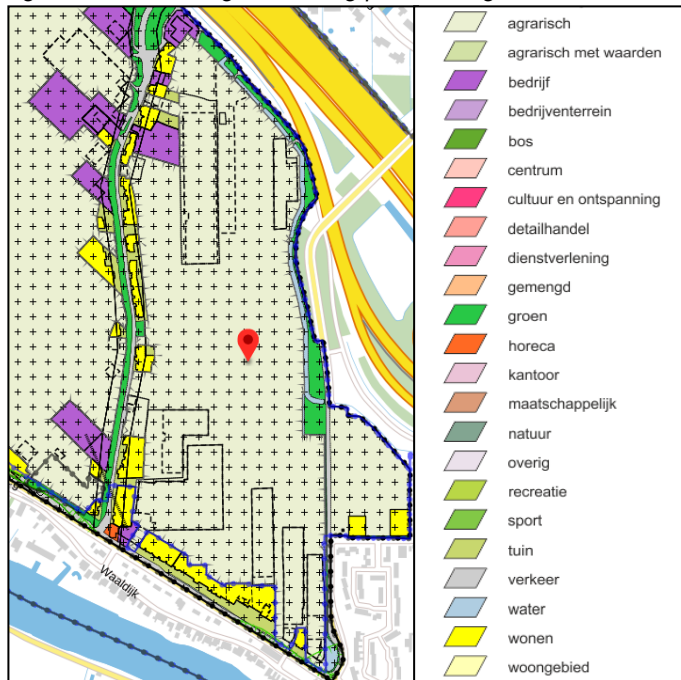 agrarisch
agrarisch met waarden
bedrijf
bedrijventerrein
bos
centrum
cultuur en ontspanning
detailhandel
dienstverlening
gemengd
groen
horeca
kantoor
maatschappelijk
natuur
overig
recreatie
sport
tuin
verkeer
water
wonen
woongebied
Waaldijk